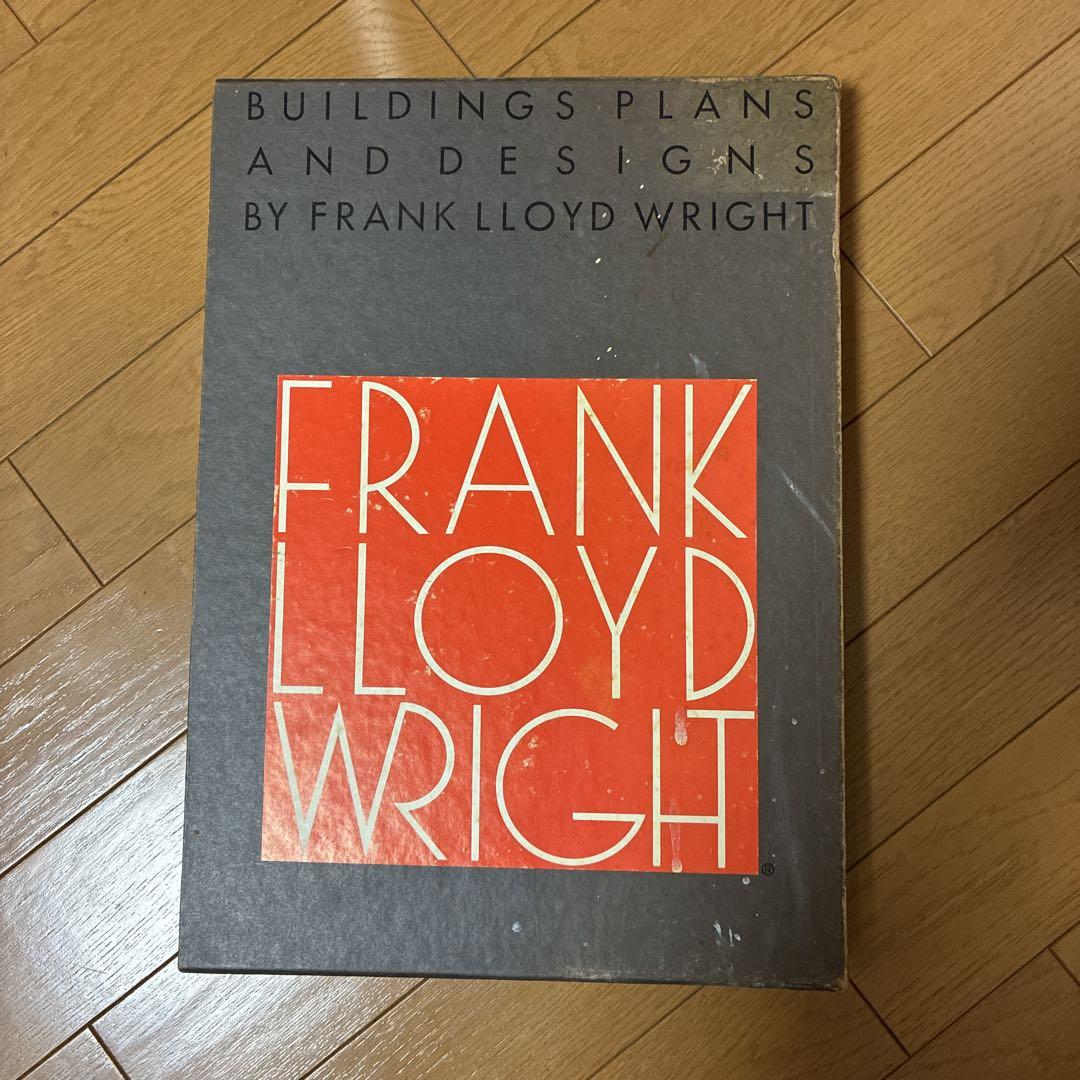 BUILDINGS PLANS
AND DESIGNS
BY FRANK LLOYD WRIGHT
FRANK
LLOYD
WRIGHT
®